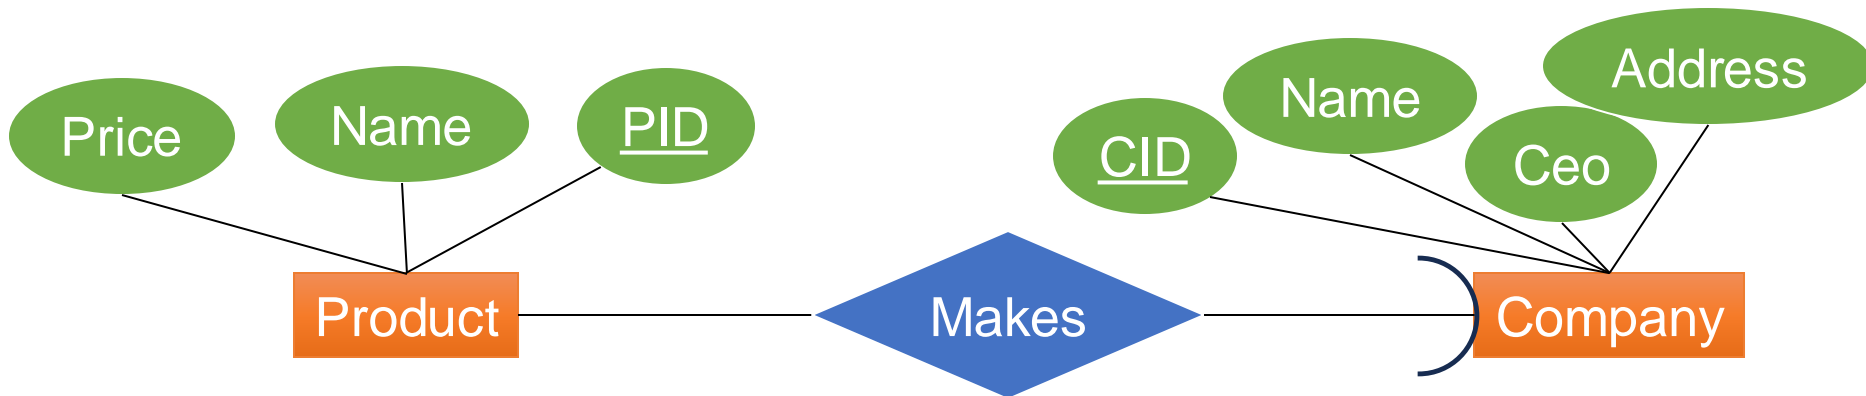 Price
Name
PID
CID
Name
Ceo
Address
Product
Makes
Company